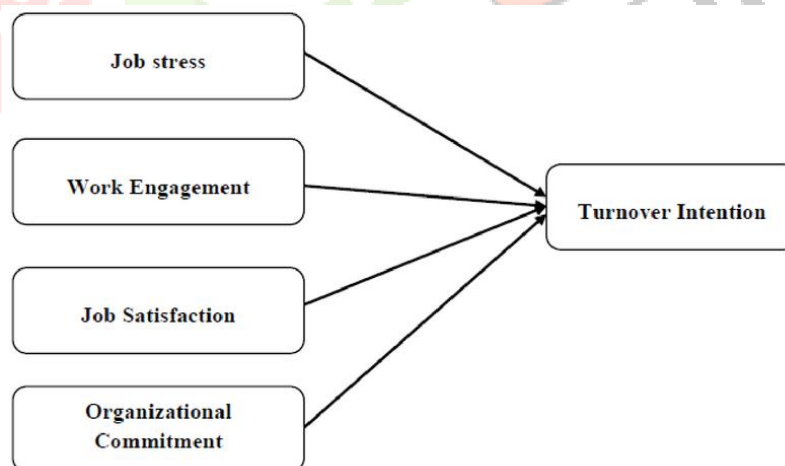 Job stress
Work Engagement
Turnover Intention
Job Satisfaction
Organizational
Commitment